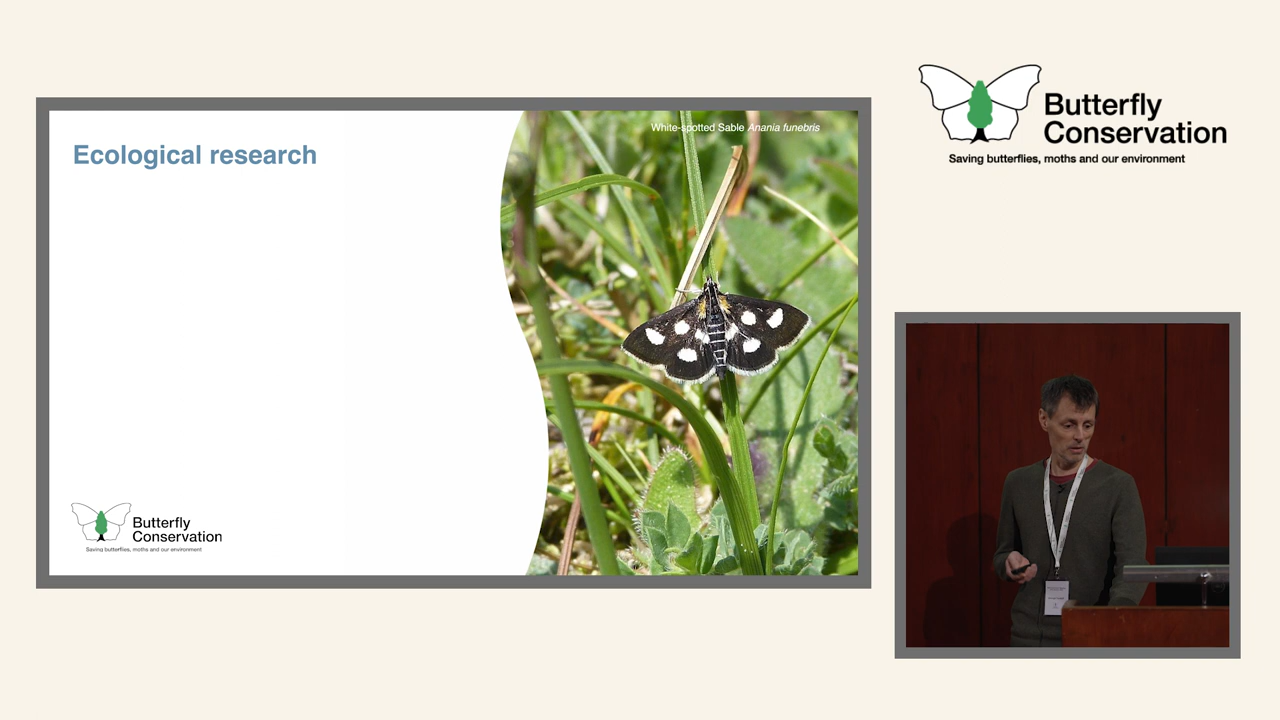 Ecological research
White-spotted Sable Anania funebris
Butterfly
Conservation
Saving butterflies, moths and our environment
Butterfly
Conservation
Saving butterflies, moths and our environment